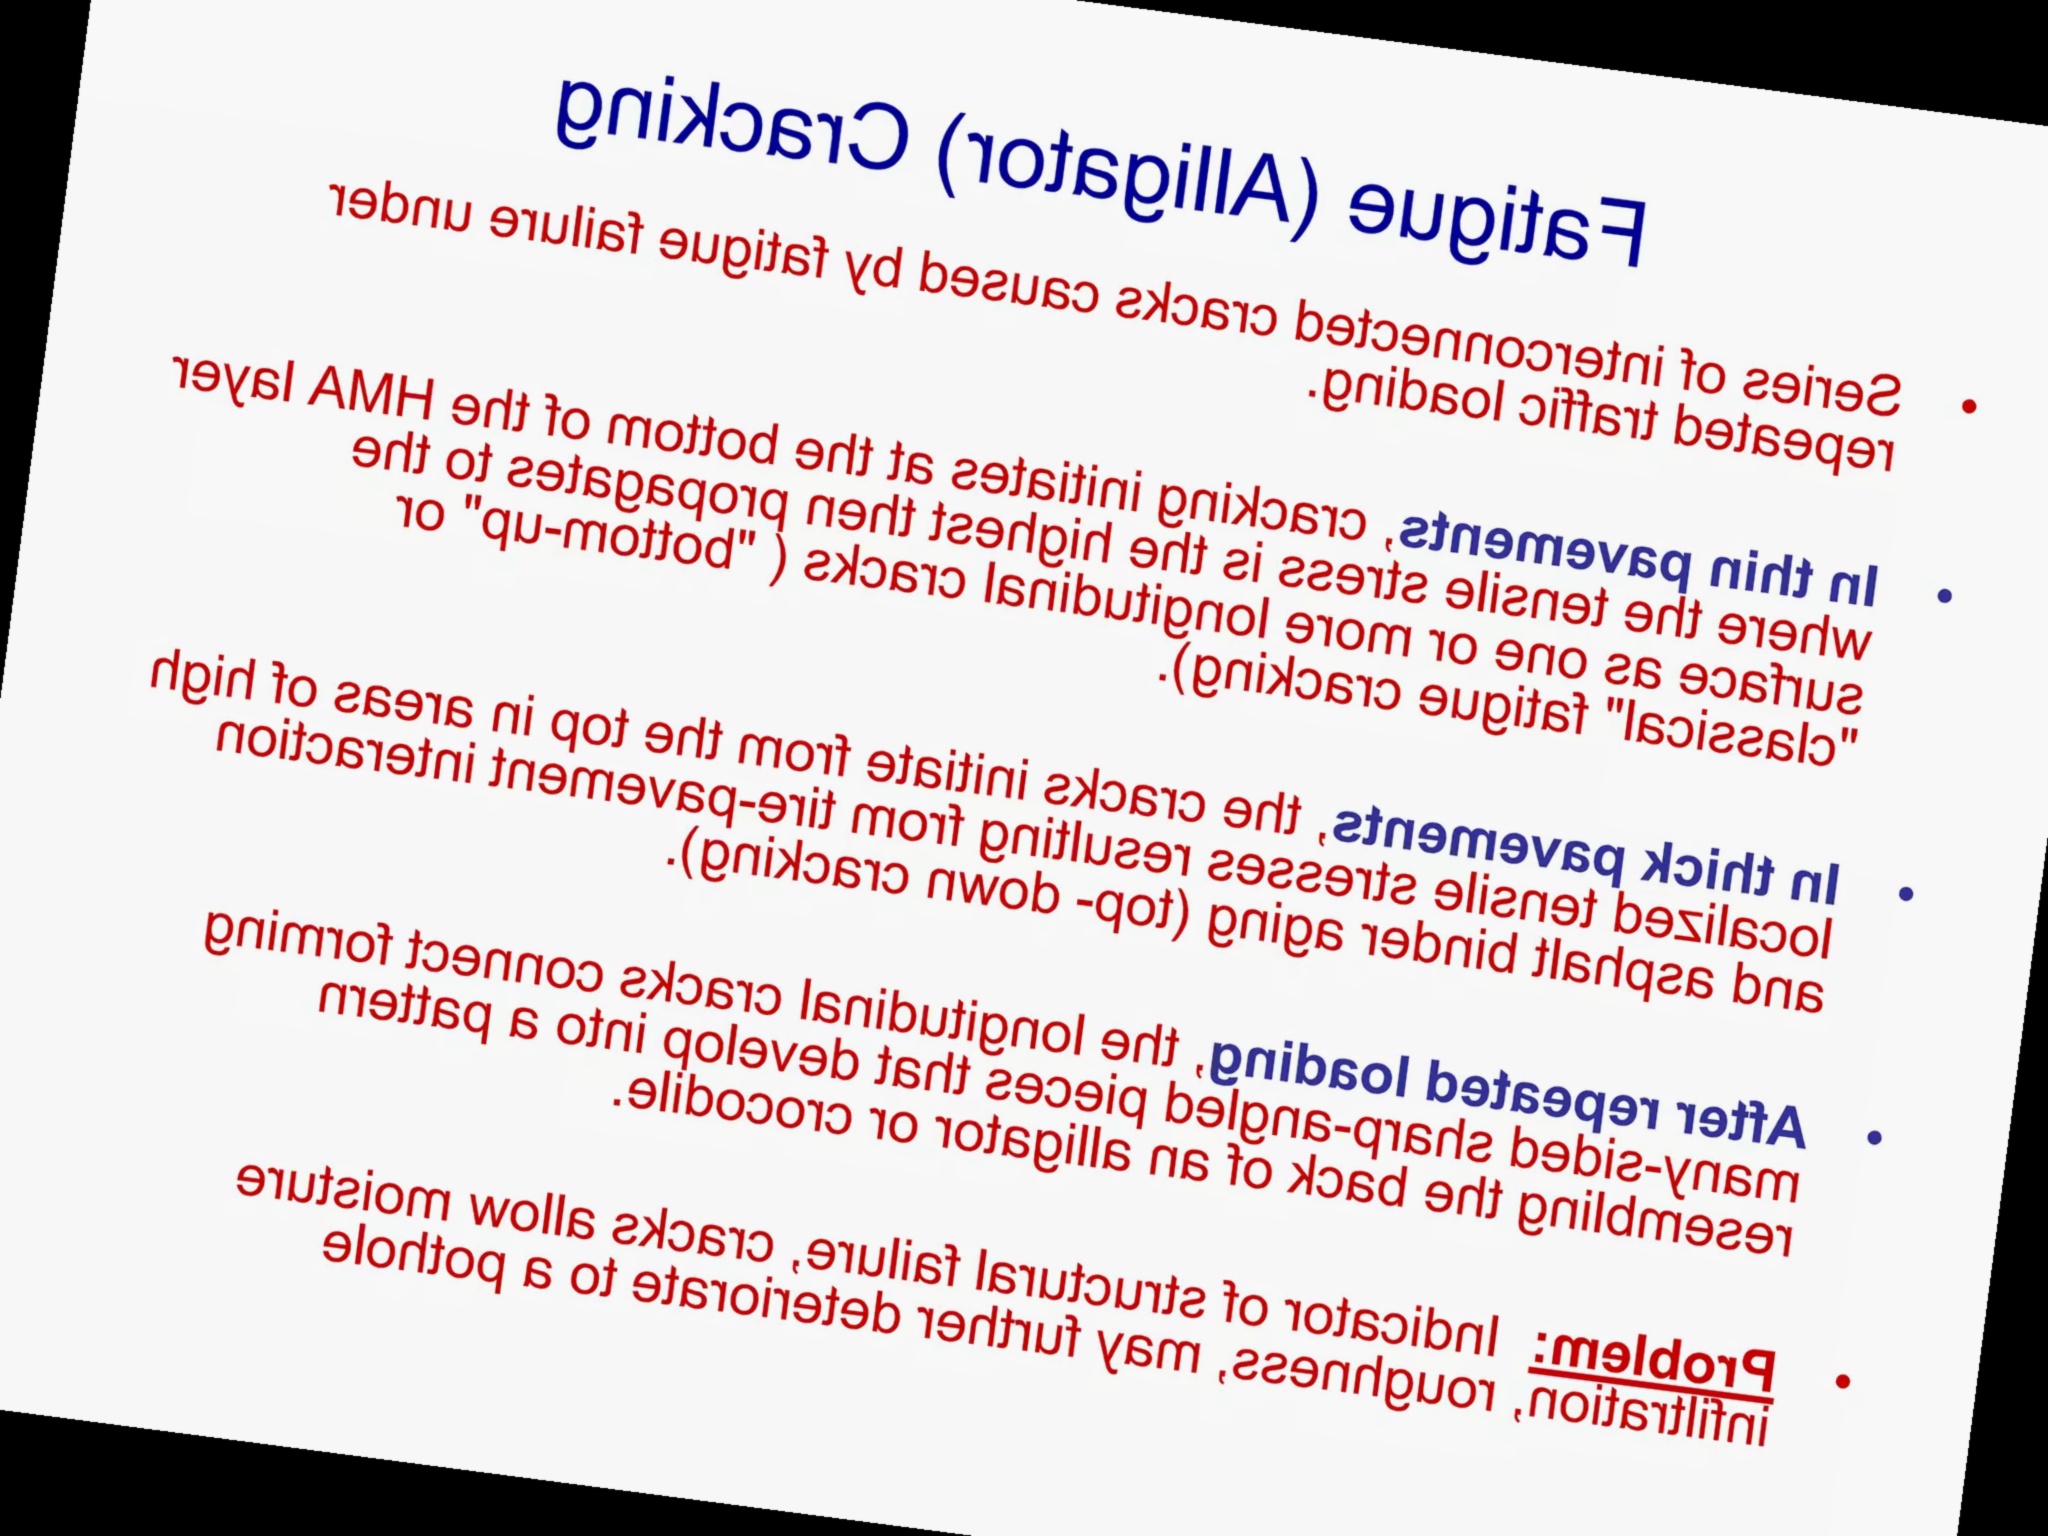 Fatigue (Alligator) Cracking
• Series of interconnected cracks caused by fatigue failure under
repeated traffic loading.
• In thin pavements, cracking initiates at the bottom of the HMA layer
where the tensile stress is the highest then propagates to the
surface as one or more longitudinal cracks ( "bottom-up" or
"classical" fatigue cracking).
• In thick pavements, the cracks initiate from the top in areas of high
localized tensile stresses resulting from tire-pavement interaction
and asphalt binder aging (top- down cracking).
• After repeated loading, the longitudinal cracks connect forming
many-sided sharp-angled pieces that develop into a pattern
resembling the back of an alligator or crocodile.
• Problem: Indicator of structural failure, cracks allow moisture
infiltration, roughness, may further deteriorate to a pothole